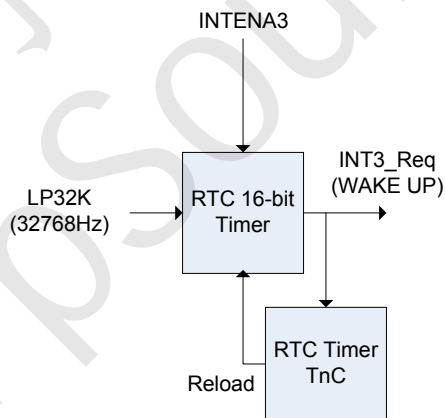 INTENA3
LP32K
(32768Hz)
RTC 16-bit
Timer
INT3_Req
(WAKE UP)
RTC Timer
TnC
Reload